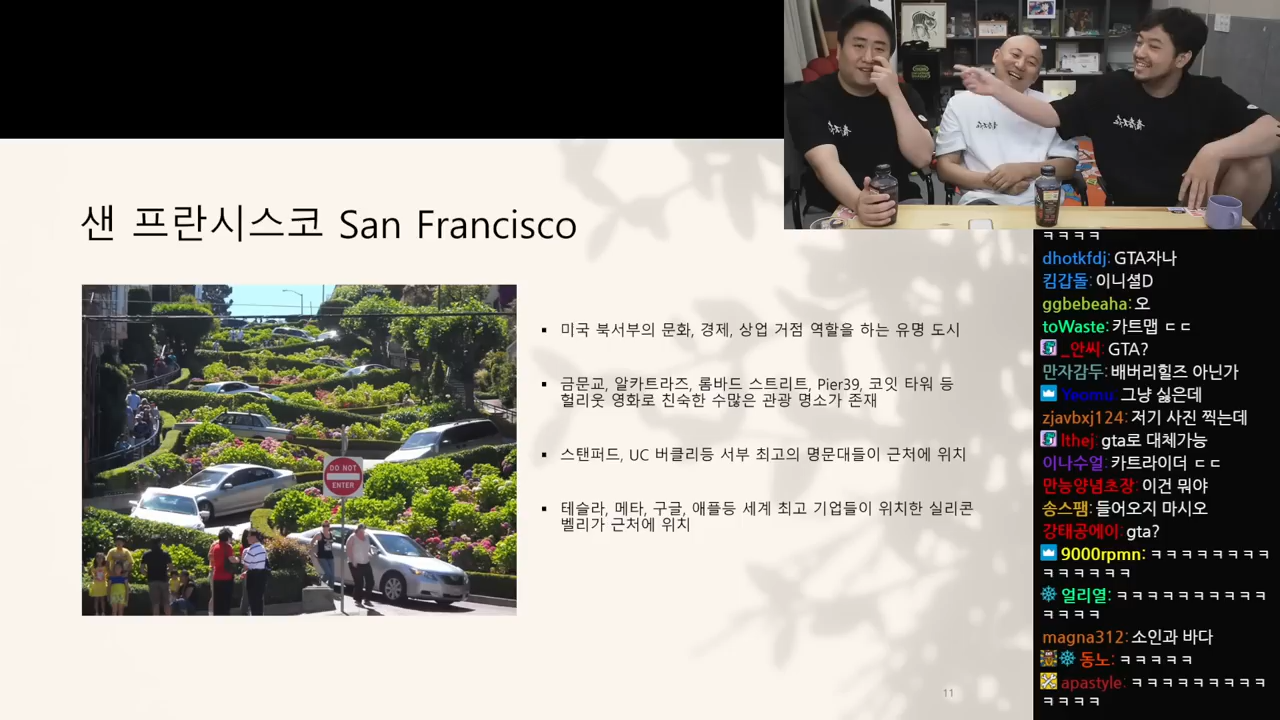 샌 프란시스코 San Francisco
DO NOT
ENTER
▪ 미국 북서부의 문화, 경제, 상업 거점 역할을 하는 유명 도시
▪ 금문교, 알카트라즈, 롬바드 스트리트, Pier39, 코잇 타워 등
헐리웃 영화로 친숙한 수많은 관광 명소가 존재
▪ 스탠퍼드, UC 버클리등 서부 최고의 명문대들이 근처에 위치
▪ 테슬라, 메타, 구글, 애플등 세계 최고 기업들이 위치한 실리콘
벨리가 근처에 위치
11
ㅋㅋㅋㅋ
dhotkfdj: GTA자나
킴갑돌: 이니셜D
ggbebeaha: 오
toWaste: 카트맵 ㄷㄷ
_안씨: GTA?
만자감두: 배버리힐즈 아닌가
Yeomu: 그냥 싫은데
zjavbxj124: 저기 사진 찍는데
lthej: gta로 대체가능
이나수얼: 카트라이더 ㄷㄷ
만능양념초장: 이건 뭐야
송스팸: 들어오지 마시오
강태공에이: gta?
9000rpmn: ㅋㅋㅋㅋㅋㅋㅋㅋ
ㅋㅋㅋㅋㅋㅋ
얼리열: ㅋㅋㅋㅋㅋㅋㅋㅋㅋㅋ
ㅋㅋㅋㅋ
magna312: 소인과 바다
동노: ㅋㅋㅋㅋㅋ
apastyle: ㅋㅋㅋㅋㅋㅋㅋㅋㅋ
ㅋㅋㅋㅋ